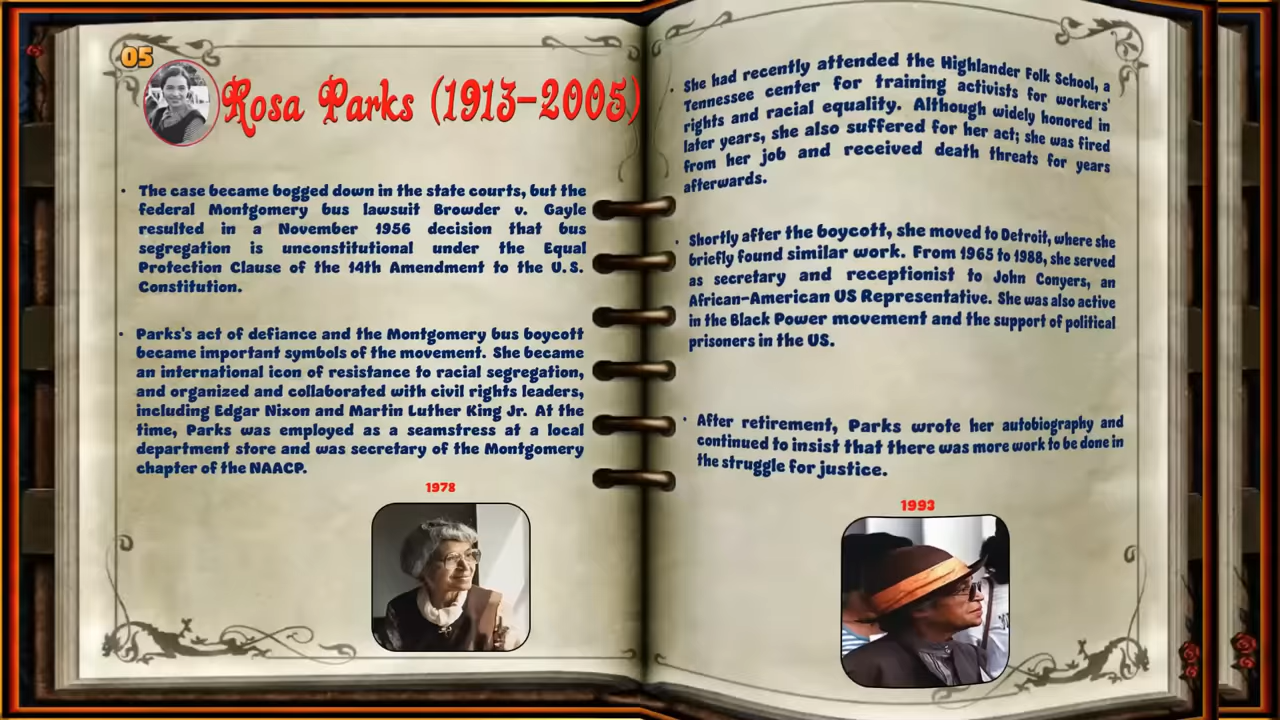 05
Rosa Parks (1913-2005)
• The case became bogged down in the state courts, but the
federal Montgomery bus lawsuit Browder v. Gayle
resulted in a November 1956 decision that bus
segregation is unconstitutional under the Equal
Protection Clause of the 14th Amendment to the U.S.
Constitution.
• Parks's act of defiance and the Montgomery bus boycott
became important symbols of the movement. She became
an international icon of resistance to racial segregation,
and organized and collaborated with civil rights leaders,
including Edgar Nixon and Martin Luther King Jr. At the
time, Parks was employed as a seamstress at a local
department store and was secretary of the Montgomery
chapter of the NAACP.
1978
• She had recently attended the Highlander Folk School, a
Tennessee center for training activists for workers'
rights and racial equality. Although widely honored in
later years, she also suffered for her act; she was fired
from her job and received death threats for years
afterwards.
• Shortly after the boycott, she moved to Detroit, where she
briefly found similar work. From 1965 to 1988, she served
as secretary and receptionist to John Conyers, an
African-American US Representative. She was also active
in the Black Power movement and the support of political
prisoners in the US.
• After retirement, Parks wrote her autobiography and
continued to insist that there was more work to be done in
the struggle for justice.
1993